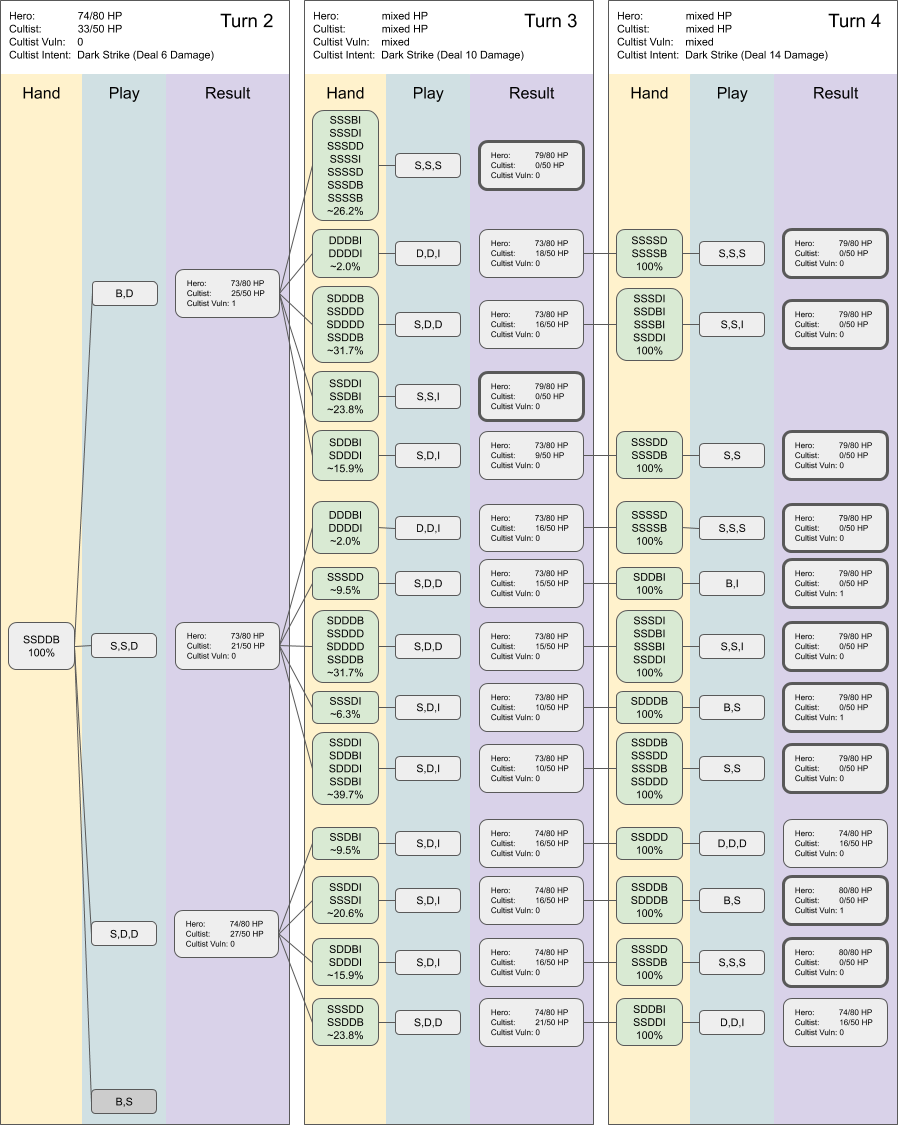 Hero: 74/80 HP
Cultist: 33/50 HP
Cultist Vuln: 0
Cultist Intent: Dark Strike (Deal 6 Damage)
Turn 2
Hand
Play
Result
SSDDB
100%
B,D
Hero: 73/80 HP
Cultist: 25/50 HP
Cultist Vuln: 1
S,S,D
Hero: 73/80 HP
Cultist: 21/50 HP
Cultist Vuln: 0
S,D,D
Hero: 74/80 HP
Cultist: 27/50 HP
Cultist Vuln: 0
B,S
Hero: mixed HP
Cultist: mixed HP
Cultist Vuln: mixed
Cultist Intent: Dark Strike (Deal 10 Damage)
Turn 3
Hand
Play
Result
SSSBI
SSSDI
SSSDD
SSSSI
SSSSD
SSSDB
SSSSB
~26.2%
S,S,S
Hero: 79/80 HP
Cultist: 0/50 HP
Cultist Vuln: 0
DDDBI
DDDDI
~2.0%
D,D,I
Hero: 73/80 HP
Cultist: 18/50 HP
Cultist Vuln: 0
SDDDB
SSDDD
SDDDD
SSDDB
~31.7%
S,D,D
Hero: 73/80 HP
Cultist: 16/50 HP
Cultist Vuln: 0
SSDDI
SSDBI
~23.8%
S,S,I
Hero: 79/80 HP
Cultist: 0/50 HP
Cultist Vuln: 0
SDDBI
SDDDI
~15.9%
S,D,I
Hero: 73/80 HP
Cultist: 9/50 HP
Cultist Vuln: 0
DDDBI
DDDDI
~2.0%
D,D,I
Hero: 73/80 HP
Cultist: 16/50 HP
Cultist Vuln: 0
SSSDD
~9.5%
S,D,D
Hero: 73/80 HP
Cultist: 15/50 HP
Cultist Vuln: 0
SDDDB
SSDDD
SDDDD
SSDDB
~31.7%
S,D,D
Hero: 73/80 HP
Cultist: 15/50 HP
Cultist Vuln: 0
SSSDI
~6.3%
S,D,I
Hero: 73/80 HP
Cultist: 10/50 HP
Cultist Vuln: 0
SSDDI
SDDBI
SDDDI
SSDBI
~39.7%
S,D,I
Hero: 73/80 HP
Cultist: 10/50 HP
Cultist Vuln: 0
SSDBI
~9.5%
S,D,I
Hero: 74/80 HP
Cultist: 16/50 HP
Cultist Vuln: 0
SSDDI
SSSDI
~20.6%
S,D,I
Hero: 74/80 HP
Cultist: 16/50 HP
Cultist Vuln: 0
SDDBI
SDDDI
~15.9%
S,D,I
Hero: 74/80 HP
Cultist: 16/50 HP
Cultist Vuln: 0
SSSDD
SSDDB
~23.8%
S,D,D
Hero: 74/80 HP
Cultist: 21/50 HP
Cultist Vuln: 0
Hero: mixed HP
Cultist: mixed HP
Cultist Vuln: mixed
Cultist Intent: Dark Strike (Deal 14 Damage)
Turn 4
Hand
Play
Result
SSSSD
SSSSB
100%
S,S,S
Hero: 79/80 HP
Cultist: 0/50 HP
Cultist Vuln: 0
SSSDI
SSDBI
SSSBI
SSDDI
100%
S,S,I
Hero: 79/80 HP
Cultist: 0/50 HP
Cultist Vuln: 0
SSSDD
SSSDB
100%
S,S
Hero: 79/80 HP
Cultist: 0/50 HP
Cultist Vuln: 0
SSSSD
SSSSB
100%
S,S,S
Hero: 79/80 HP
Cultist: 0/50 HP
Cultist Vuln: 0
SDDBI
100%
B,I
Hero: 79/80 HP
Cultist: 0/50 HP
Cultist Vuln: 1
SSSDI
SSDBI
SSSBI
SSDDI
100%
S,S,I
Hero: 79/80 HP
Cultist: 0/50 HP
Cultist Vuln: 0
SDDDB
100%
B,S
Hero: 79/80 HP
Cultist: 0/50 HP
Cultist Vuln: 1
SSDDB
SSSDD
SSSDB
SSDDD
100%
S,S
Hero: 79/80 HP
Cultist: 0/50 HP
Cultist Vuln: 0
SSDDD
100%
D,D,D
Hero: 74/80 HP
Cultist: 16/50 HP
Cultist Vuln: 0
SSDDB
SDDDB
100%
B,S
Hero: 80/80 HP
Cultist: 0/50 HP
Cultist Vuln: 1
SSSDD
SSSDB
100%
S,S,S
Hero: 80/80 HP
Cultist: 0/50 HP
Cultist Vuln: 0
SDDBI
SSDDI
100%
D,D,I
Hero: 74/80 HP
Cultist: 16/50 HP
Cultist Vuln: 0